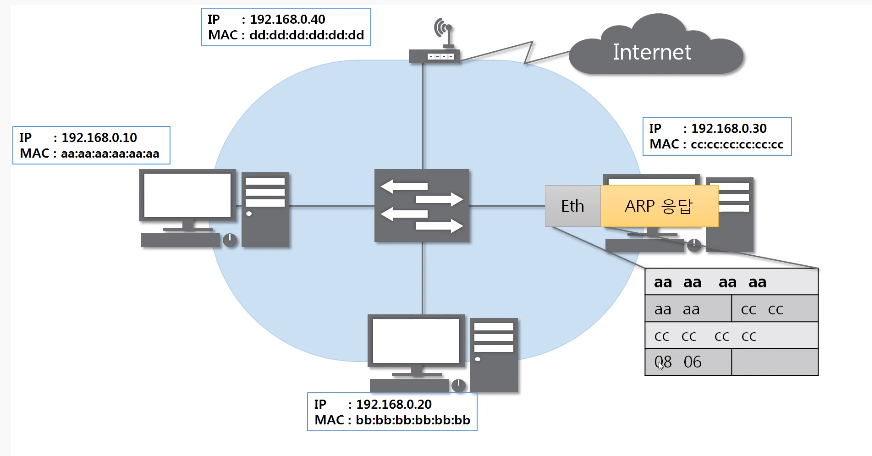 IP : 192.168.0.40
MAC : dd:dd:dd:dd:dd:dd
Internet
IP : 192.168.0.10
MAC : aa:aa:aa:aa:aa:aa
IP : 192.168.0.30
MAC : cc:cc:cc:cc:cc:cc
Eth ARP 응답
aa aa aa aa
aa aa cc cc
cc cc cc cc
08 06
IP : 192.168.0.20
MAC : bb:bb:bb:bb:bb:bb